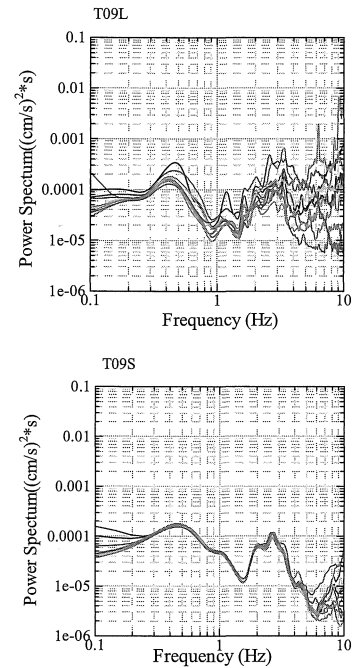 T09L
Power Spectum((cm/s)^2*s)
0.1
0.01
0.001
0.0001
1e-05
1e-06
0.1
1
10
Frequency (Hz)
T09S
Power Spectum((cm/s)^2*s)
0.1
0.01
0.001
0.0001
1e-05
1e-06
0.1
1
10
Frequency (Hz)